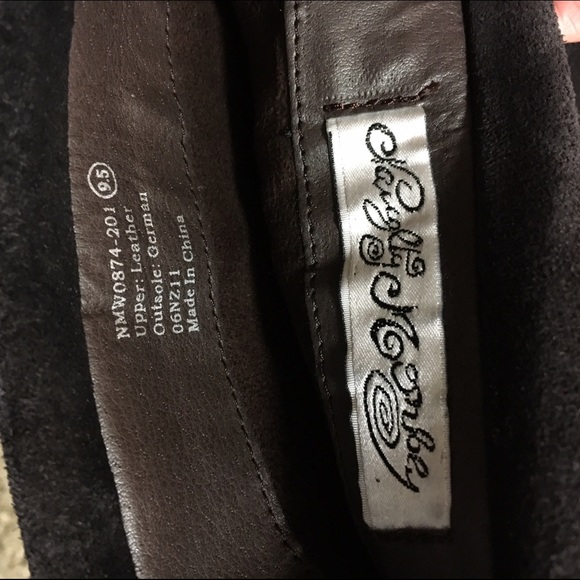 NMW0874-201 9.5
Upper: Leather
Outsole: German
06NZ11
Made In China
Naughty Monkey